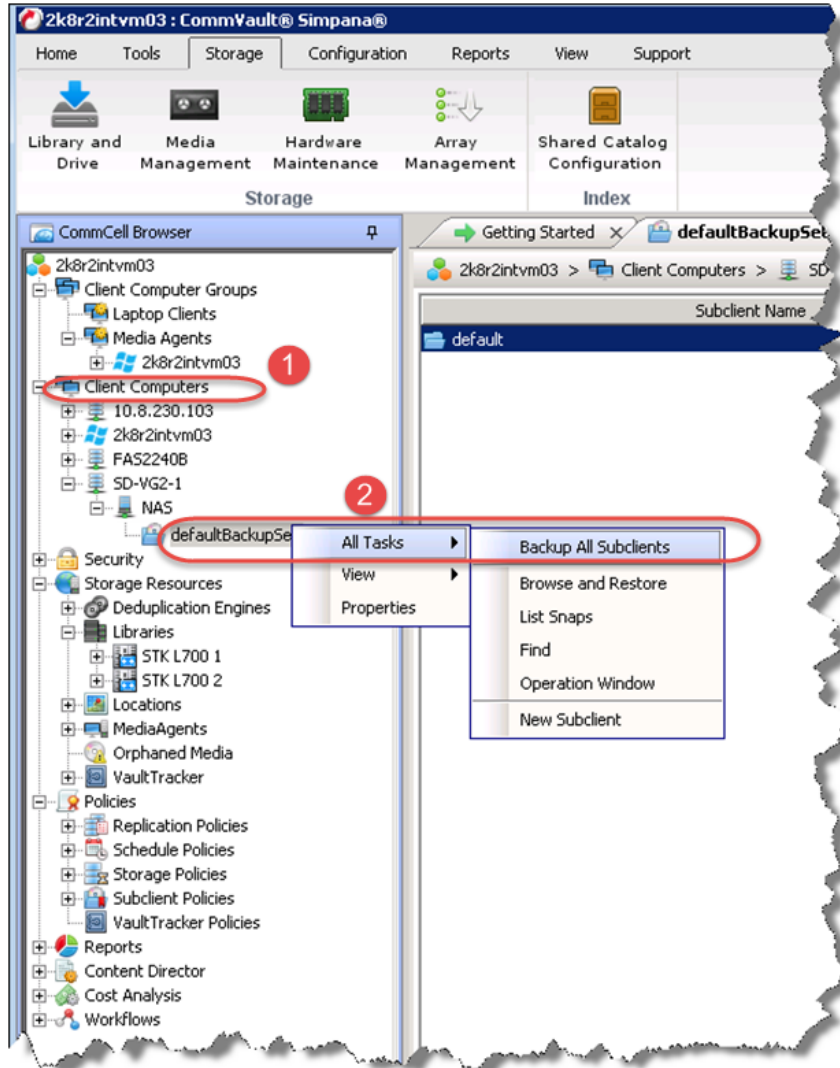 2k8r2intvm03 : CommVault® Simpana®
Home Tools Storage Configuration Reports View Support
Library and Drive
Media Management
Hardware Maintenance
Array Management
Shared Catalog Configuration
Storage
Index
CommCell Browser
2k8r2intvm03
Client Computer Groups
Laptop Clients
Media Agents
2k8r2intvm03
1
Client Computers
10.8.230.103
2k8r2intvm03
FAS2240B
SD-VG2-1
NAS
2
defaultBackupSe
Security
Storage Resources
Deduplication Engines
Libraries
STK L700 1
STK L700 2
Locations
MediaAgents
Orphaned Media
VaultTracker
Policies
Replication Policies
Schedule Policies
Storage Policies
Subclient Policies
VaultTracker Policies
Reports
Content Director
Cost Analysis
Workflows
All Tasks
View
Properties
Backup All Subclients
Browse and Restore
List Snaps
Find
Operation Window
New Subclient
Getting Started defaultBackupSet
2k8r2intvm03 > Client Computers > SD
Subclient Name
default